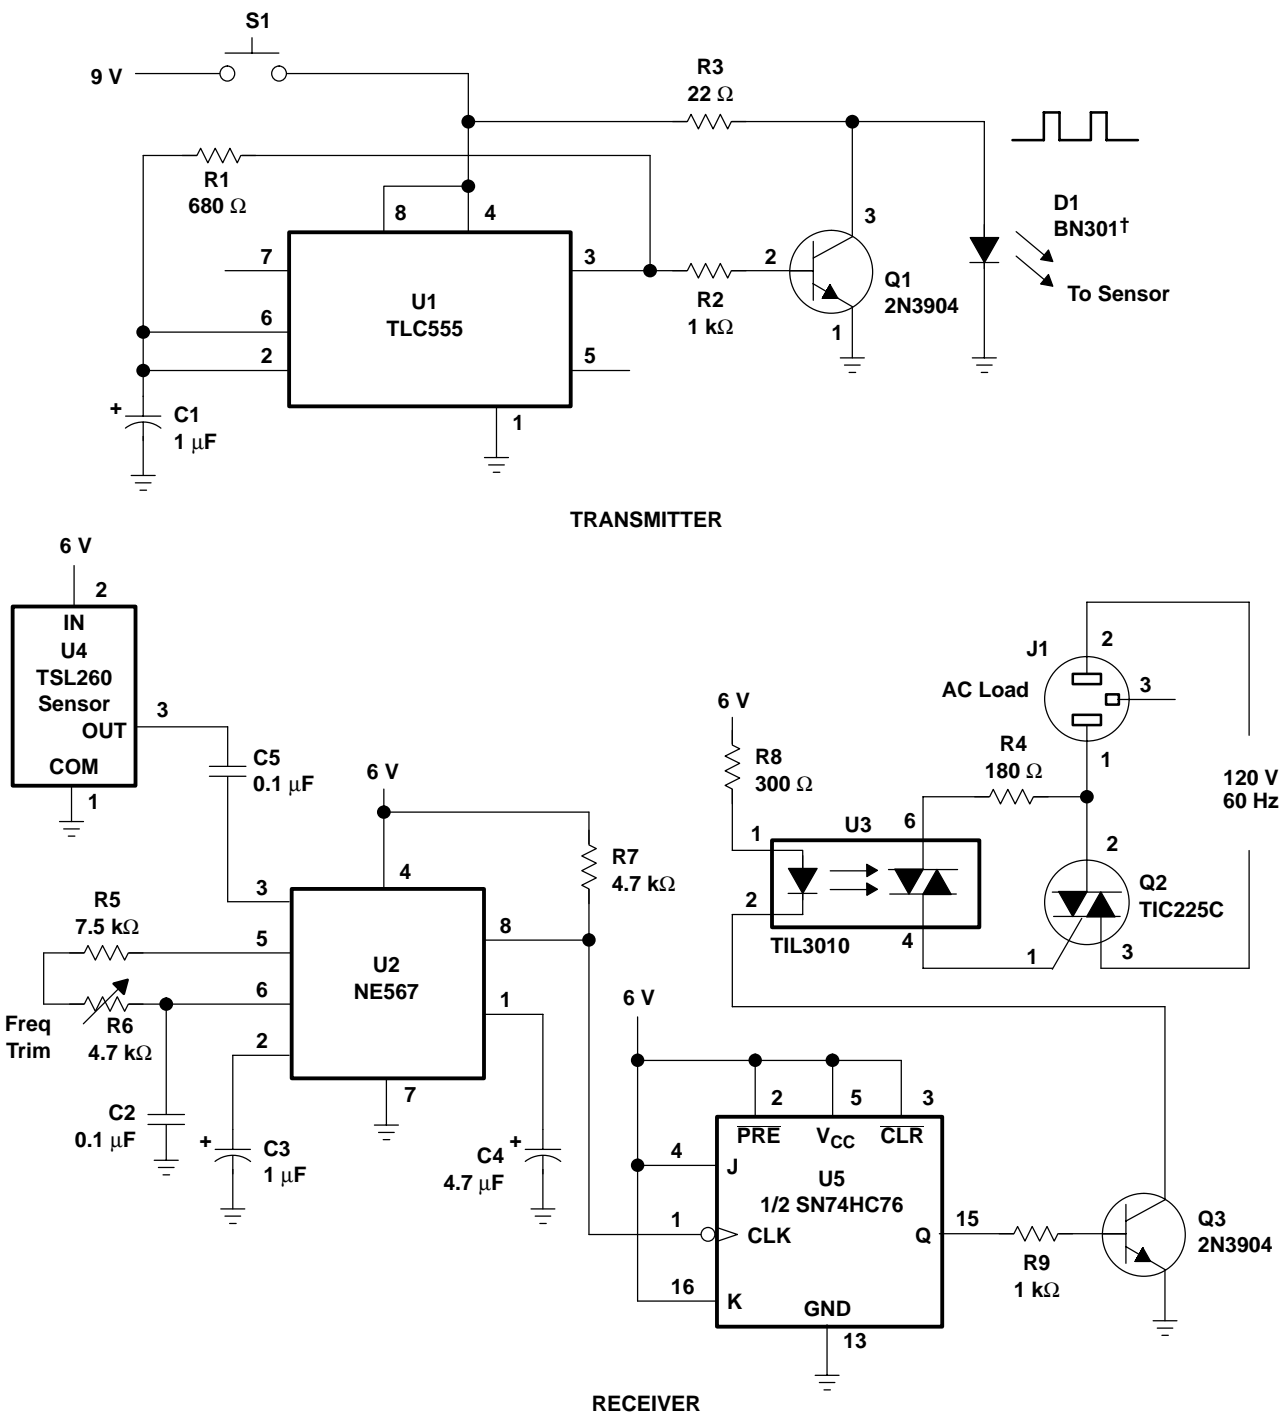 S1
9 V
R3
22 Ω
R1
680 Ω
8
4
3
D1
BN301†
7
3
2
U1
TLC555
Q1
2N3904
To Sensor
R2
1 kΩ
6
2
5
1
+
C1
1 μF
1
TRANSMITTER
6 V
2
IN
U4
TSL260
Sensor
OUT
3
COM
1
C5
0.1 μF
6 V
J1
2
AC Load
3
6 V
R8
300 Ω
R4
180 Ω
1
120 V
60 Hz
U3
6
1
2
2
Q2
TIC225C
TIL3010
4
1
3
4
R7
4.7 kΩ
3
R5
7.5 kΩ
5
8
U2
NE567
6
1
Freq
Trim
R6
4.7 kΩ
2
7
C2
0.1 μF
+
C3
1 μF
C4
+
4.7 μF
6 V
2
5
3
PRE
VCC
CLR
4
J
U5
1/2 SN74HC76
1
CLK
Q
15
R9
1 kΩ
Q3
2N3904
16
K
GND
13
RECEIVER